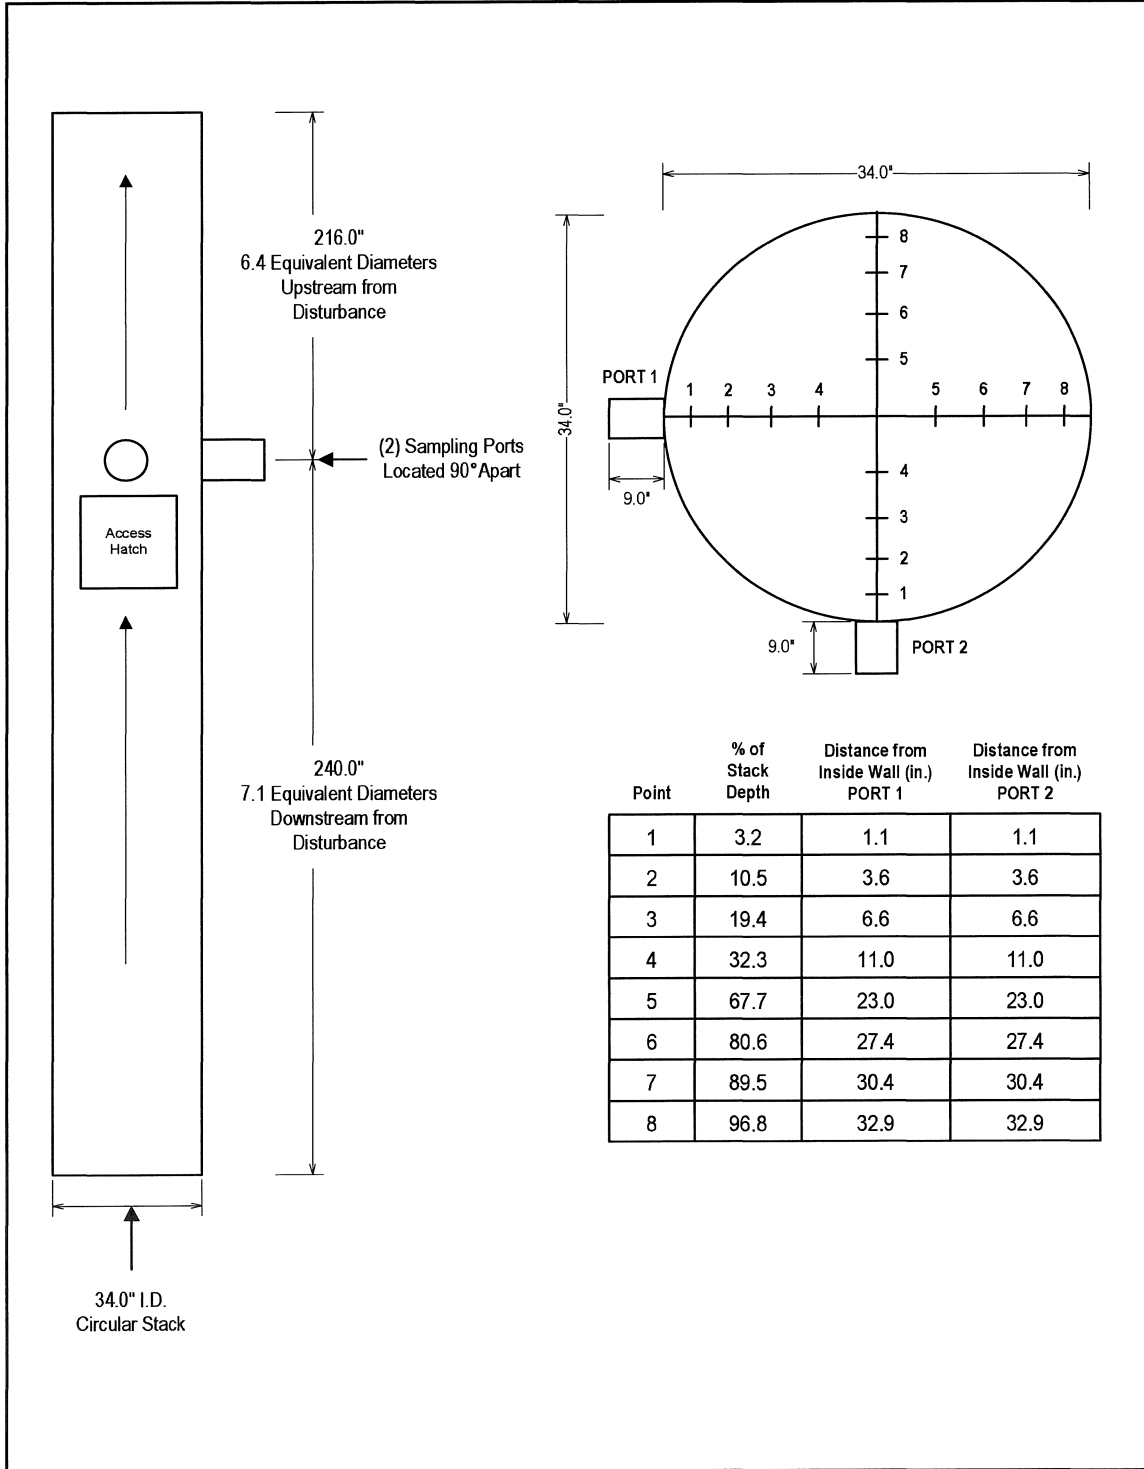 216.0"
6.4 Equivalent Diameters
Upstream from
Disturbance
(2) Sampling Ports
Located 90° Apart
Access
Hatch
240.0"
7.1 Equivalent Diameters
Downstream from
Disturbance
34.0" I.D.
Circular Stack
34.0"
34.0"
8
7
6
5
PORT 1
1 2 3 4 5 6 7 8
9.0"
4
3
2
1
9.0"
PORT 2
Point
% of
Stack
Depth
Distance from
Inside Wall (in.)
PORT 1
Distance from
Inside Wall (in.)
PORT 2
1 3.2 1.1 1.1
2 10.5 3.6 3.6
3 19.4 6.6 6.6
4 32.3 11.0 11.0
5 67.7 23.0 23.0
6 80.6 27.4 27.4
7 89.5 30.4 30.4
8 96.8 32.9 32.9